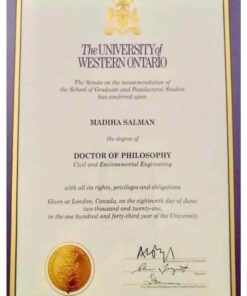 The UNIVERSITY of
WESTERN ONTARIO
The Senate on the recommendation of
the School of Graduate and Postdoctoral Studies
has conferred upon
MADIHA SALMAN
the degree of
DOCTOR OF PHILOSOPHY
Civil and Environmental Engineering
with all its rights, privileges and obligations
Given at London, Canada, on the eighteenth day of June,
two thousand and twenty-one,
in the one hundred and forty-third year of the University